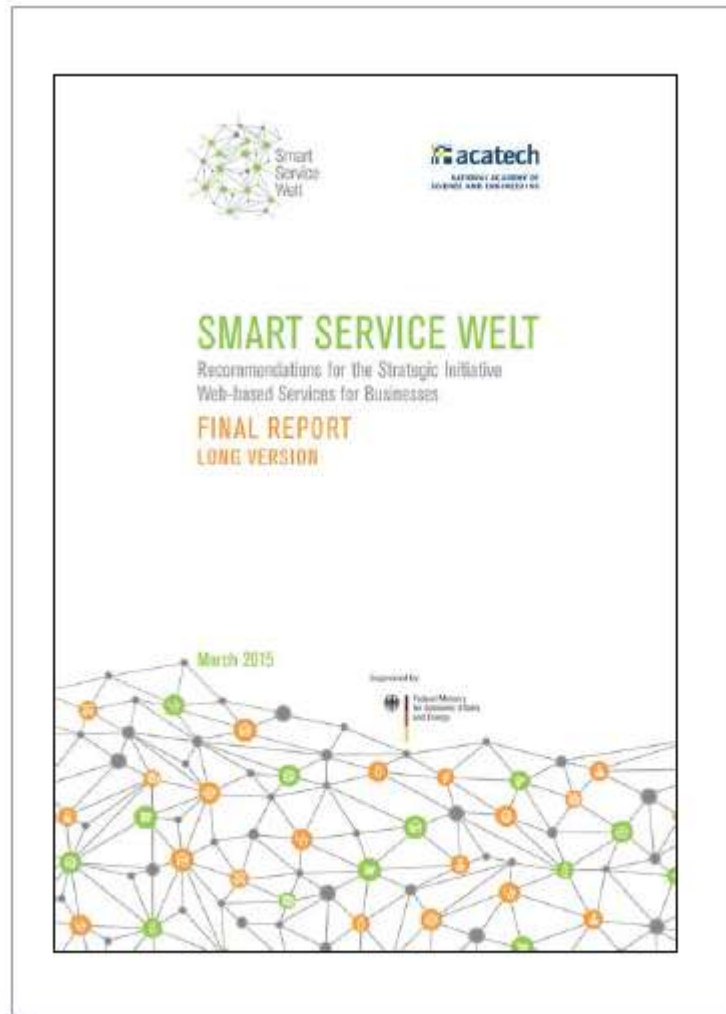 Smart
Service
Welt
acatech
NATIONAL ACADEMY OF
SCIENCE AND ENGINEERING
SMART SERVICE WELT
Recommendations for the Strategic Initiative
Web-based Services for Businesses
FINAL REPORT
LONG VERSION
March 2015
Supported by:
Federal Ministry
for Economic Affairs
and Energy